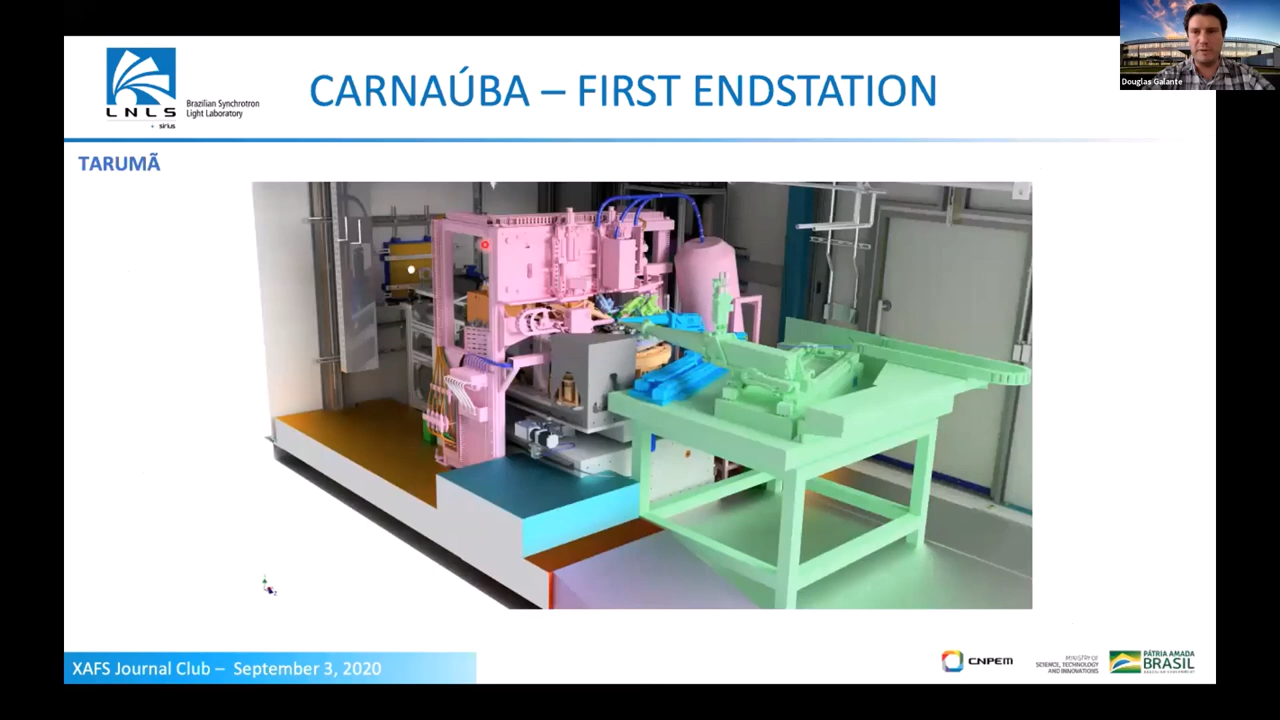 Douglas Galante
LNLS
Brazilian Synchrotron
Light Laboratory
sirius
CARNAÚBA – FIRST ENDSTATION
TARUMÃ
XAFS Journal Club – September 3, 2020
CNPEM
MINISTRY OF
SCIENCE, TECHNOLOGY
AND INNOVATIONS
PÁTRIA AMADA
BRASIL